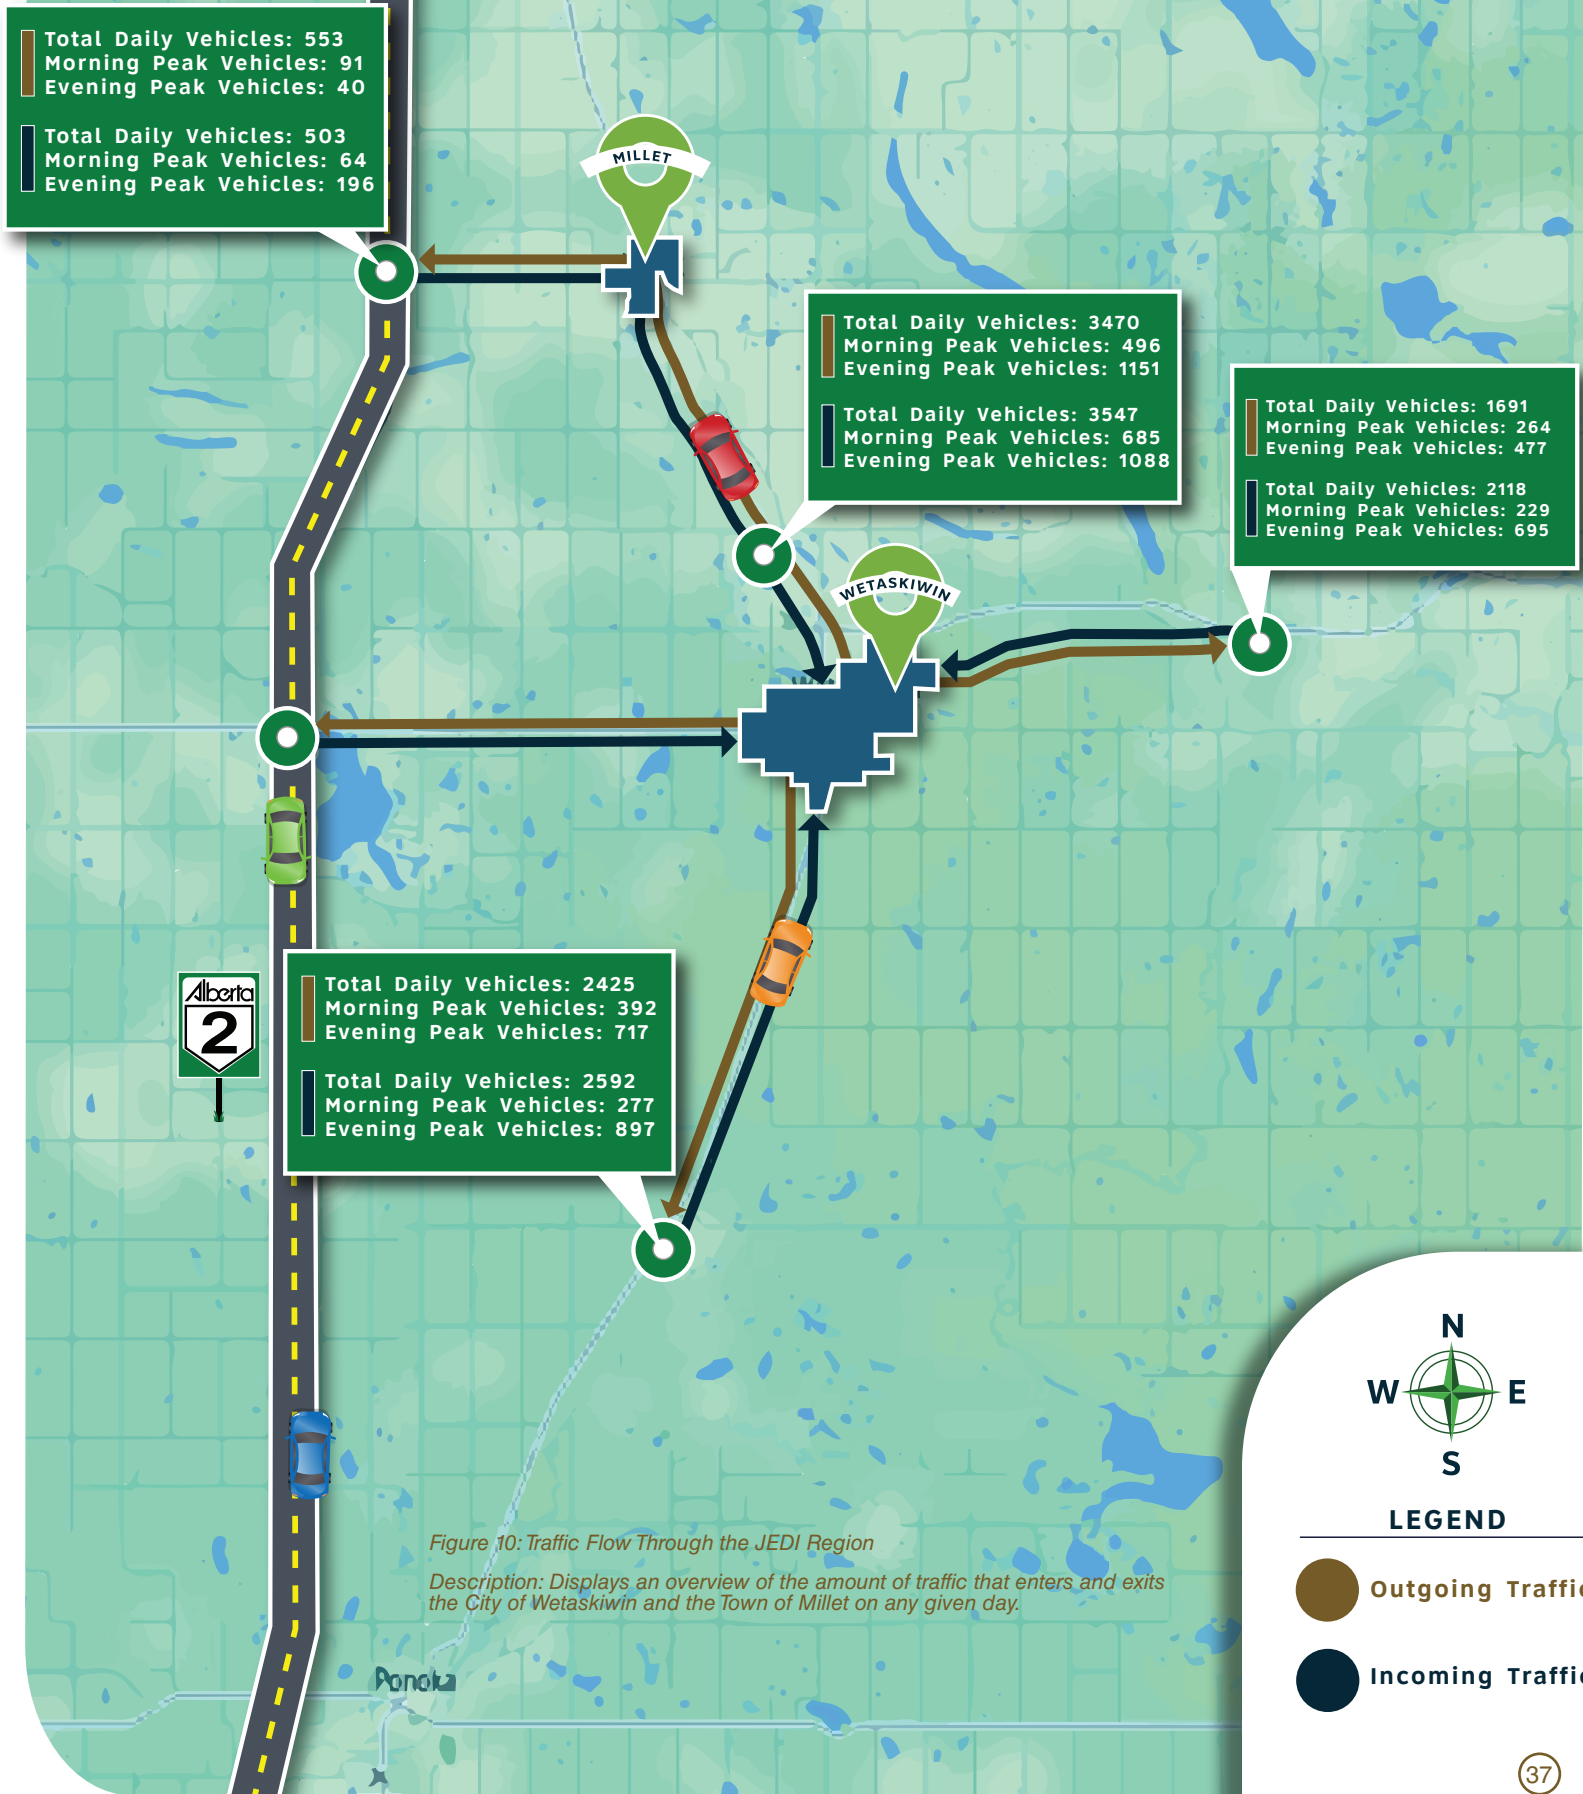 Total Daily Vehicles: 553
Morning Peak Vehicles: 91
Evening Peak Vehicles: 40
Total Daily Vehicles: 503
Morning Peak Vehicles: 64
Evening Peak Vehicles: 196
MILLET
Total Daily Vehicles: 3470
Morning Peak Vehicles: 496
Evening Peak Vehicles: 1151
Total Daily Vehicles: 3547
Morning Peak Vehicles: 685
Evening Peak Vehicles: 1088
Total Daily Vehicles: 1691
Morning Peak Vehicles: 264
Evening Peak Vehicles: 477
Total Daily Vehicles: 2118
Morning Peak Vehicles: 229
Evening Peak Vehicles: 695
WETASKIWIN
Alberta
2
Total Daily Vehicles: 2425
Morning Peak Vehicles: 392
Evening Peak Vehicles: 717
Total Daily Vehicles: 2592
Morning Peak Vehicles: 277
Evening Peak Vehicles: 897
N
W E
S
LEGEND
Outgoing Traffic
Incoming Traffic
Figure 10: Traffic Flow Through the JEDI Region
Description: Displays an overview of the amount of traffic that enters and exits
the City of Wetaskiwin and the Town of Millet on any given day.
Ponoka
37